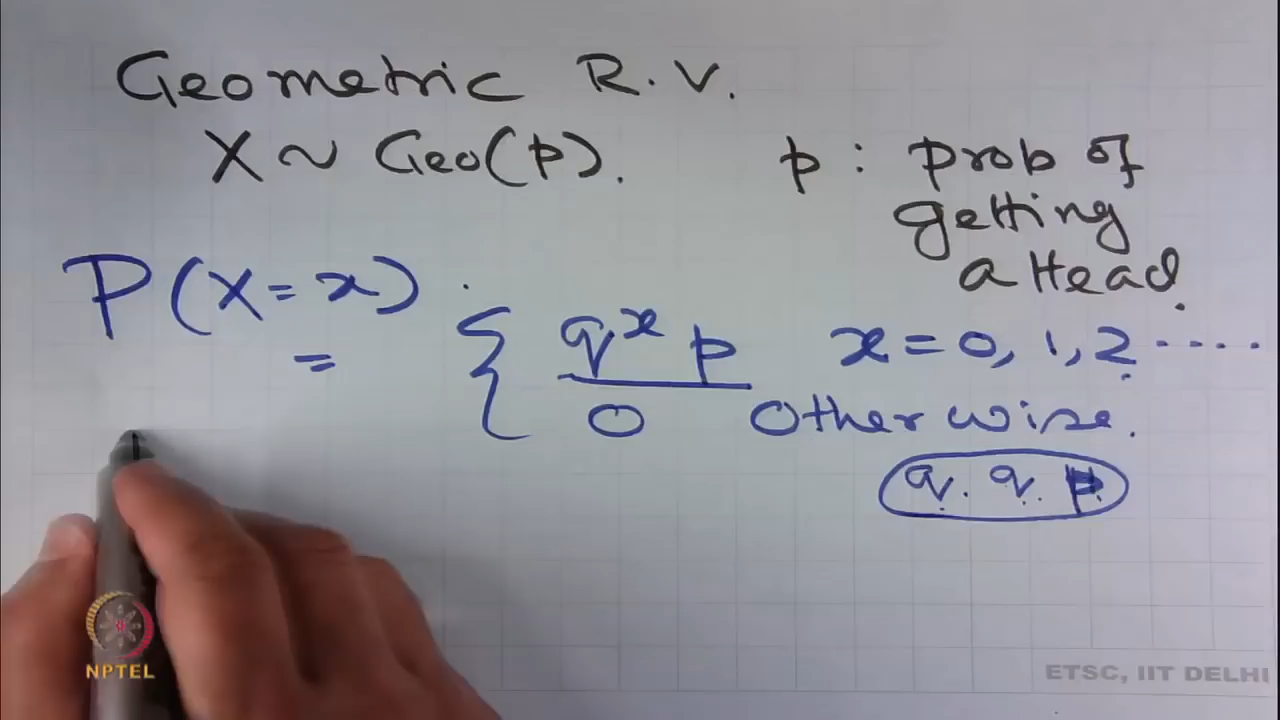 Geometric R.V.
X ~ Geo(p).
p : prob of
getting
a Head.
P(X = x)
= { q^x p x = 0, 1, 2 .....
0 Otherwise.
q. q. p.
NPTEL
ETSC, IIT DELHI